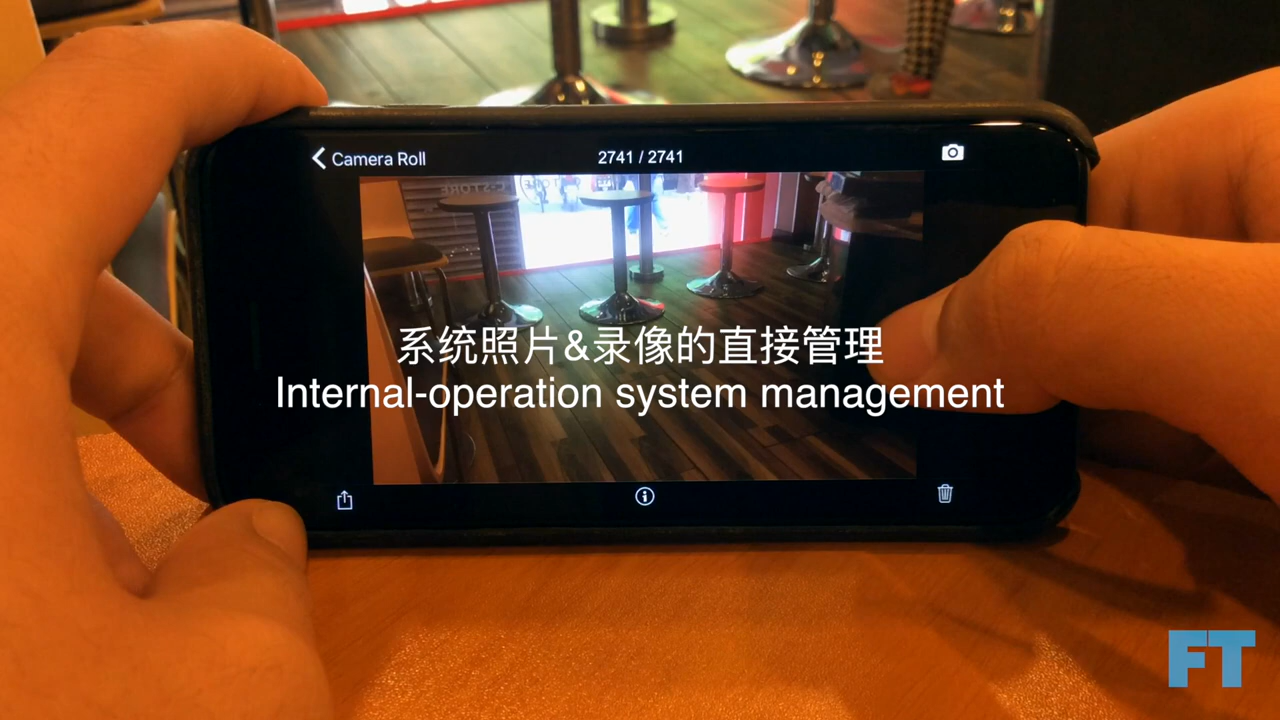 Camera Roll
2741 / 2741
系统照片&录像的直接管理
Internal-operation system management
FT